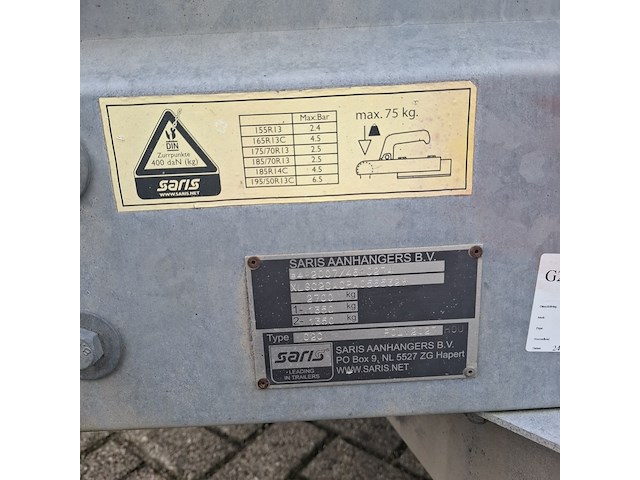 DIN
Zurrpunkte
400 daN (kg)
saris
WWW.SARIS.NET
Max:Bar
155R13 2.4
165R13C 4.5
175/70R13 2.5
185/70R13 2.5
185R14C 4.5
195/50R13C 6.5
max. 75 kg.
SARIS AANHANGERS B.V.
2700 kg
1- kg
2- kg
Type
saris
LEADING
IN TRAILERS
SARIS AANHANGERS B.V.
PO Box 9, NL 5527 ZG Hapert
WWW.SARIS.NET